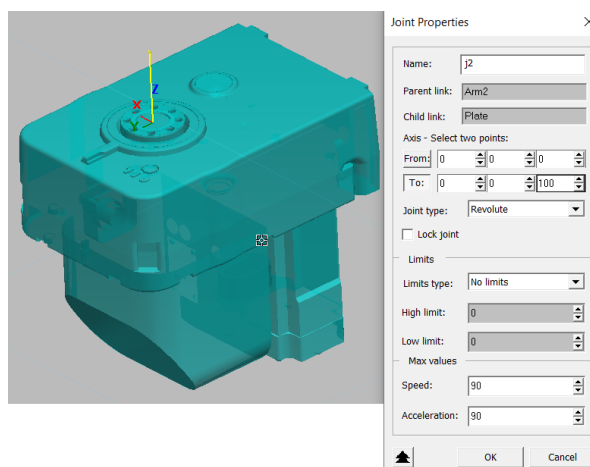 Joint Properties
Name: j2
Parent link: Arm2
Child link: Plate
Axis - Select two points:
From: 0 0 0
To: 0 0 100
Joint type: Revolute
Lock joint
Limits
Limits type: No limits
High limit: 0
Low limit: 0
Max values
Speed: 90
Acceleration: 90
OK Cancel
Z
X
Y